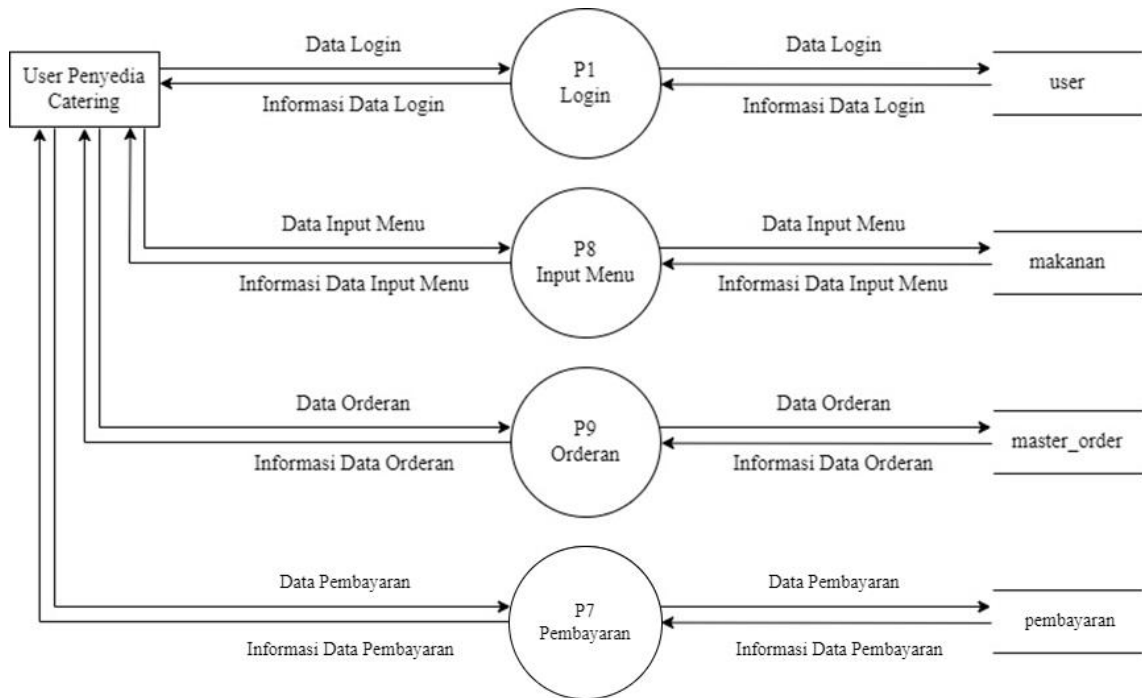 Data Login
Data Login
User Penyedia
Catering
P1
Login
user
Informasi Data Login
Informasi Data Login
Data Input Menu
Data Input Menu
P8
Input Menu
makanan
Informasi Data Input Menu
Informasi Data Input Menu
Data Orderan
Data Orderan
P9
Orderan
master_order
Informasi Data Orderan
Informasi Data Orderan
Data Pembayaran
Data Pembayaran
P7
Pembayaran
pembayaran
Informasi Data Pembayaran
Informasi Data Pembayaran